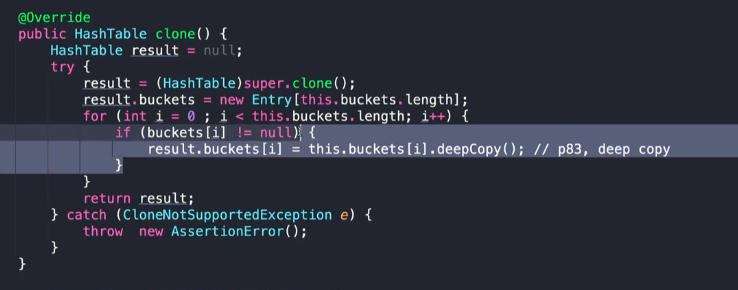 @Override
public HashTable clone() {
HashTable result = null;
try {
result = (HashTable)super.clone();
result.buckets = new Entry[this.buckets.length];
for (int i = 0 ; i < this.buckets.length; i++) {
if (buckets[i] != null) {
result.buckets[i] = this.buckets[i].deepCopy(); // p83, deep copy
}
}
return result;
} catch (CloneNotSupportedException e) {
throw  new AssertionError();
}
}